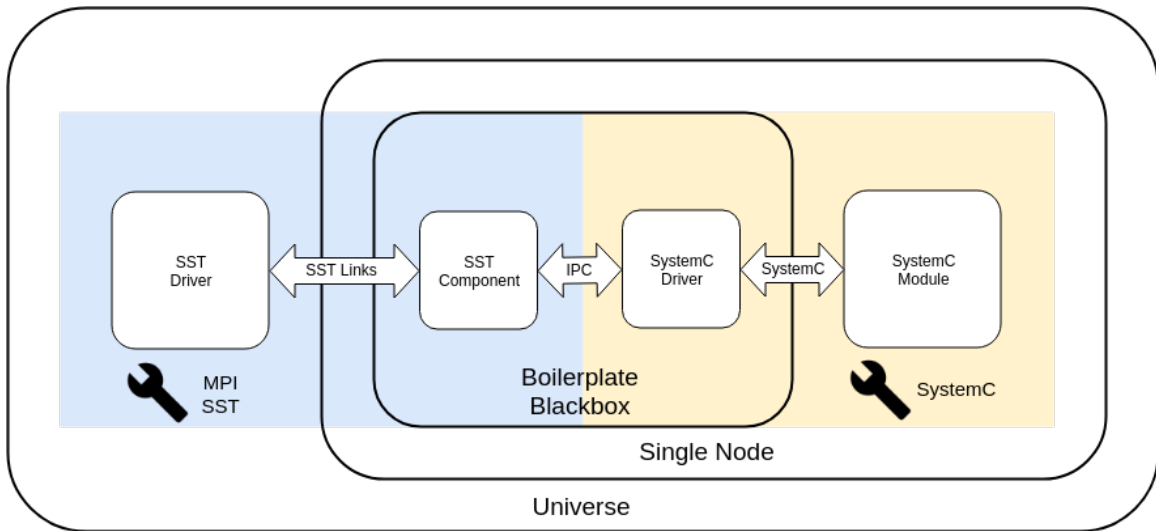 SST
Driver
SST Links
SST
Component
IPC
SystemC
Driver
SystemC
SystemC
Module
MPI
SST
Boilerplate
Blackbox
SystemC
Single Node
Universe